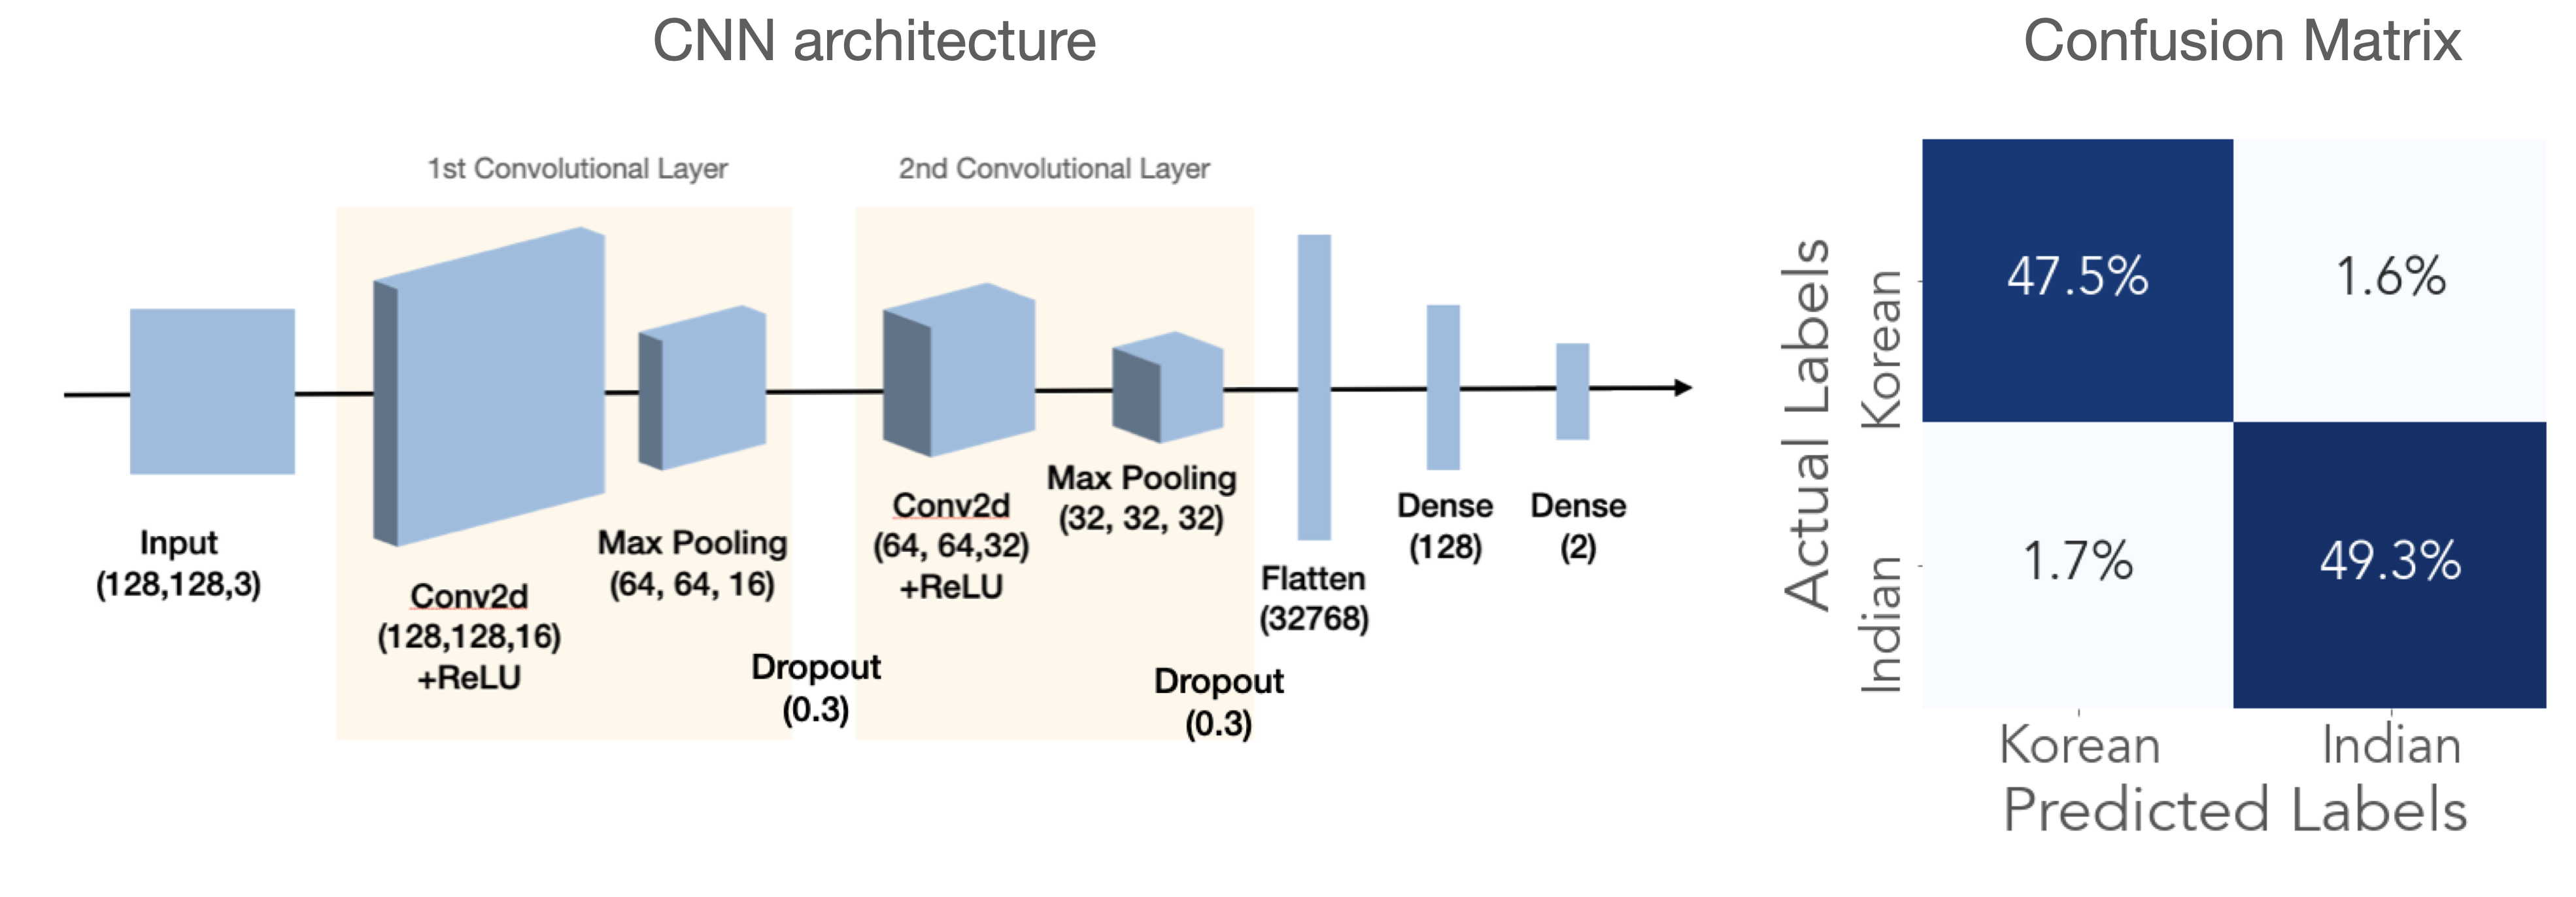 CNN architecture
1st Convolutional Layer
2nd Convolutional Layer
Input
(128,128,3)
Conv2d
(128,128,16)
+ReLU
Max Pooling
(64, 64, 16)
Dropout
(0.3)
Conv2d
(64, 64,32)
+ReLU
Max Pooling
(32, 32, 32)
Dropout
(0.3)
Flatten
(32768)
Dense
(128)
Dense
(2)
Confusion Matrix
Actual Labels
Korean
47.5%
1.6%
Indian
1.7%
49.3%
Korean
Indian
Predicted Labels